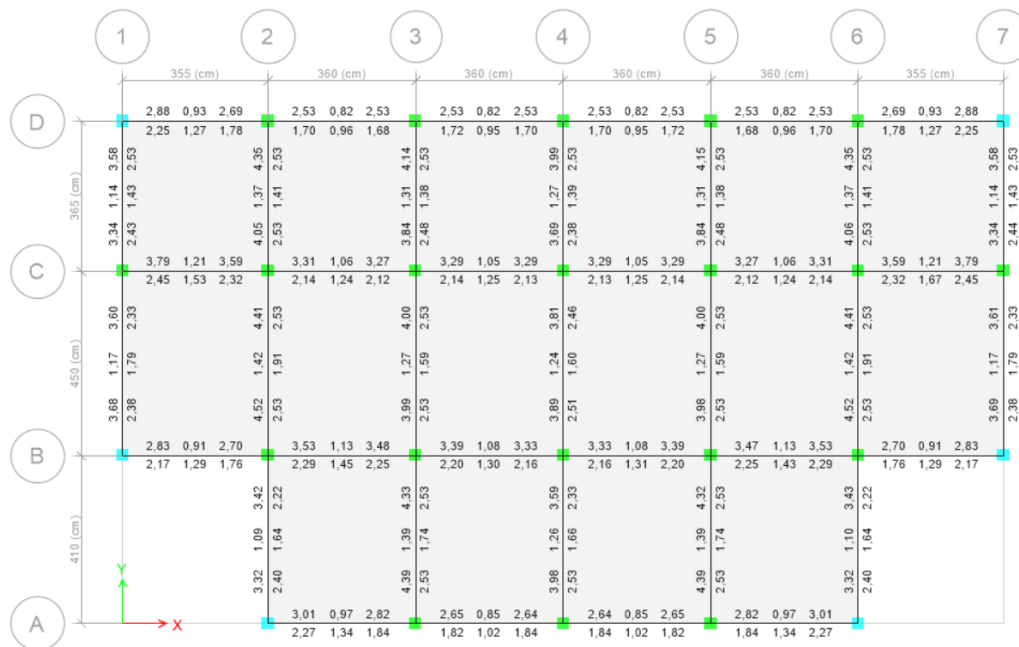 1 2 3 4 5 6 7
355 (cm) 360 (cm) 360 (cm) 360 (cm) 360 (cm) 355 (cm)
D
2,88 0,93 2,69 2,53 0,82 2,53 2,53 0,82 2,53 2,53 0,82 2,53 2,53 0,82 2,53 2,69 0,93 2,88
2,25 1,27 1,78 1,70 0,96 1,68 1,72 0,95 1,70 1,70 0,95 1,72 1,68 0,96 1,70 1,78 1,27 2,25
365 (cm)
3,34 1,14 3,58
2,43 1,43 2,53
4,05 1,37 4,35
2,53 1,41 2,53
3,84 1,31 4,14
2,48 1,38 2,53
3,69 1,27 3,99
2,38 1,39 2,53
3,84 1,31 4,15
2,48 1,38 2,53
4,06 1,37 4,35
2,53 1,41 2,53
3,34 1,14 3,58
2,44 1,43 2,53
C
3,79 1,21 3,59 3,31 1,06 3,27 3,29 1,05 3,29 3,29 1,05 3,29 3,27 1,06 3,31 3,59 1,21 3,79
2,45 1,53 2,32 2,14 1,24 2,12 2,14 1,25 2,13 2,13 1,25 2,14 2,12 1,24 2,14 2,32 1,67 2,45
450 (cm)
3,68 1,17 3,60
2,38 1,79 2,33
4,52 1,42 4,41
2,53 1,91 2,53
3,99 1,27 4,00
2,53 1,59 2,53
3,89 1,24 3,81
2,51 1,60 2,46
3,98 1,27 4,00
2,53 1,59 2,53
4,52 1,42 4,41
2,53 1,91 2,53
3,69 1,17 3,61
2,38 1,79 2,33
B
2,83 0,91 2,70 3,53 1,13 3,48 3,39 1,08 3,33 3,33 1,08 3,39 3,47 1,13 3,53 2,70 0,91 2,83
2,17 1,29 1,76 2,29 1,45 2,25 2,20 1,30 2,16 2,16 1,31 2,20 2,25 1,43 2,29 1,76 1,29 2,17
410 (cm)
3,32 1,09 3,42
2,40 1,64 2,22
4,39 1,39 4,33
2,53 1,74 2,53
3,98 1,26 3,59
2,53 1,66 2,33
4,39 1,39 4,32
2,53 1,74 2,53
3,32 1,10 3,43
2,40 1,64 2,22
Y
X
A
3,01 0,97 2,82 2,65 0,85 2,64 2,64 0,85 2,65 2,82 0,97 3,01
2,27 1,34 1,84 1,82 1,02 1,84 1,84 1,02 1,82 1,84 1,34 2,27